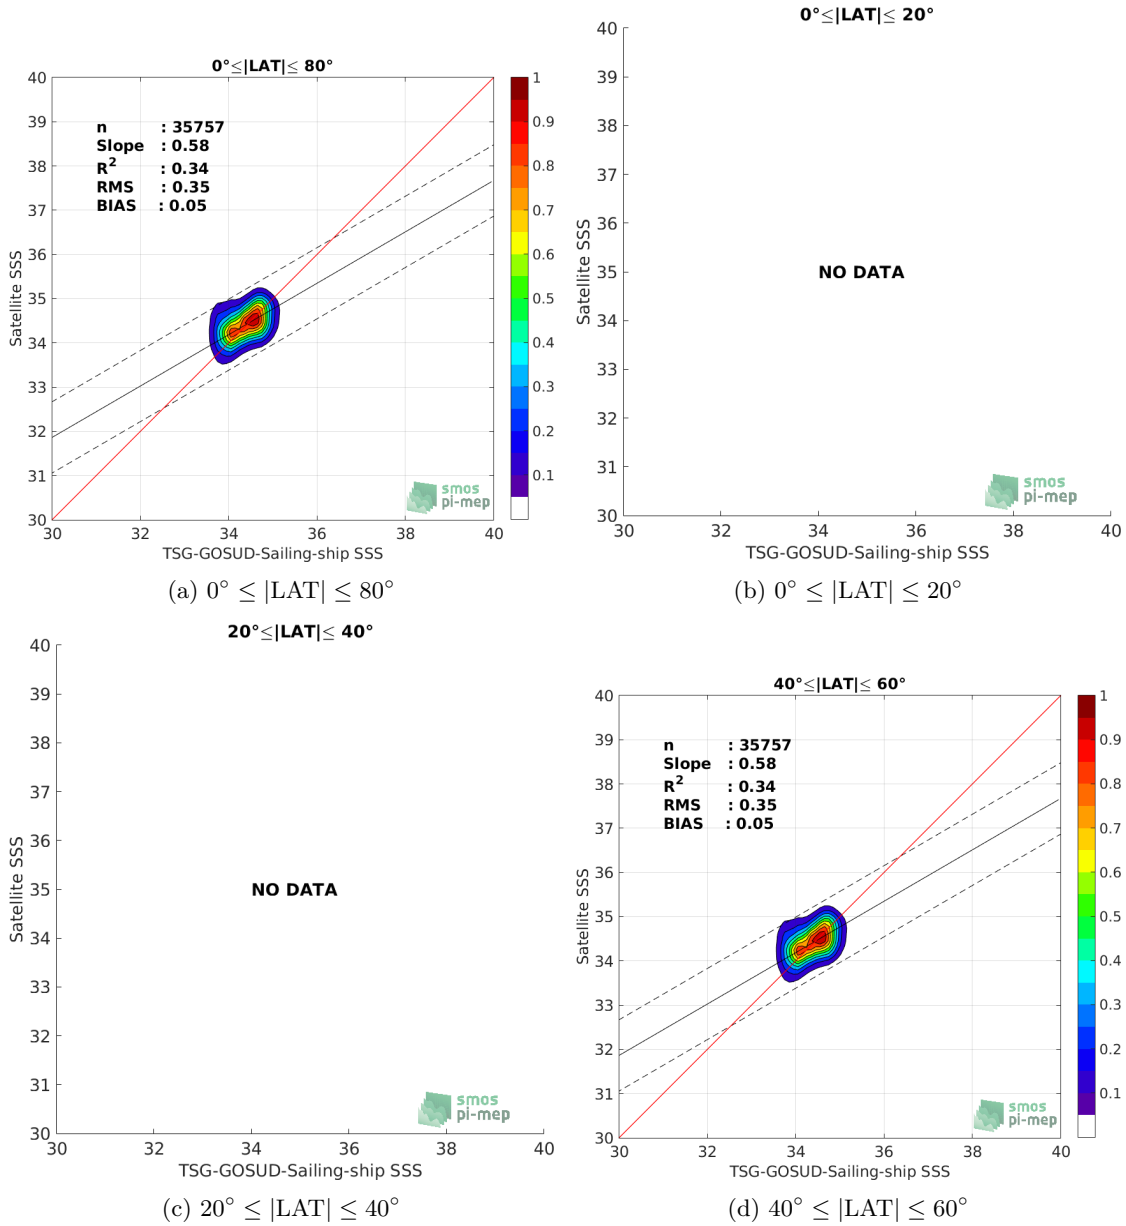 0°≤|LAT|≤ 80°
n : 35757
Slope : 0.58
R² : 0.34
RMS : 0.35
BIAS : 0.05
40
39
38
37
36
35
34
33
32
31
30
30 32 34 36 38 40
1
0.9
0.8
0.7
0.6
0.5
0.4
0.3
0.2
0.1
Satellite SSS
TSG-GOSUD-Sailing-ship SSS
smos
pi-mep
(a) 0° ≤ |LAT| ≤ 80°
0°≤|LAT|≤ 20°
40
39
38
37
36
35
34
33
32
31
30
30 32 34 36 38 40
NO DATA
Satellite SSS
TSG-GOSUD-Sailing-ship SSS
smos
pi-mep
(b) 0° ≤ |LAT| ≤ 20°
20°≤|LAT|≤ 40°
40
39
38
37
36
35
34
33
32
31
30
30 32 34 36 38 40
NO DATA
Satellite SSS
TSG-GOSUD-Sailing-ship SSS
smos
pi-mep
(c) 20° ≤ |LAT| ≤ 40°
40°≤|LAT|≤ 60°
n : 35757
Slope : 0.58
R² : 0.34
RMS : 0.35
BIAS : 0.05
40
39
38
37
36
35
34
33
32
31
30
30 32 34 36 38 40
1
0.9
0.8
0.7
0.6
0.5
0.4
0.3
0.2
0.1
Satellite SSS
TSG-GOSUD-Sailing-ship SSS
smos
pi-mep
(d) 40° ≤ |LAT| ≤ 60°